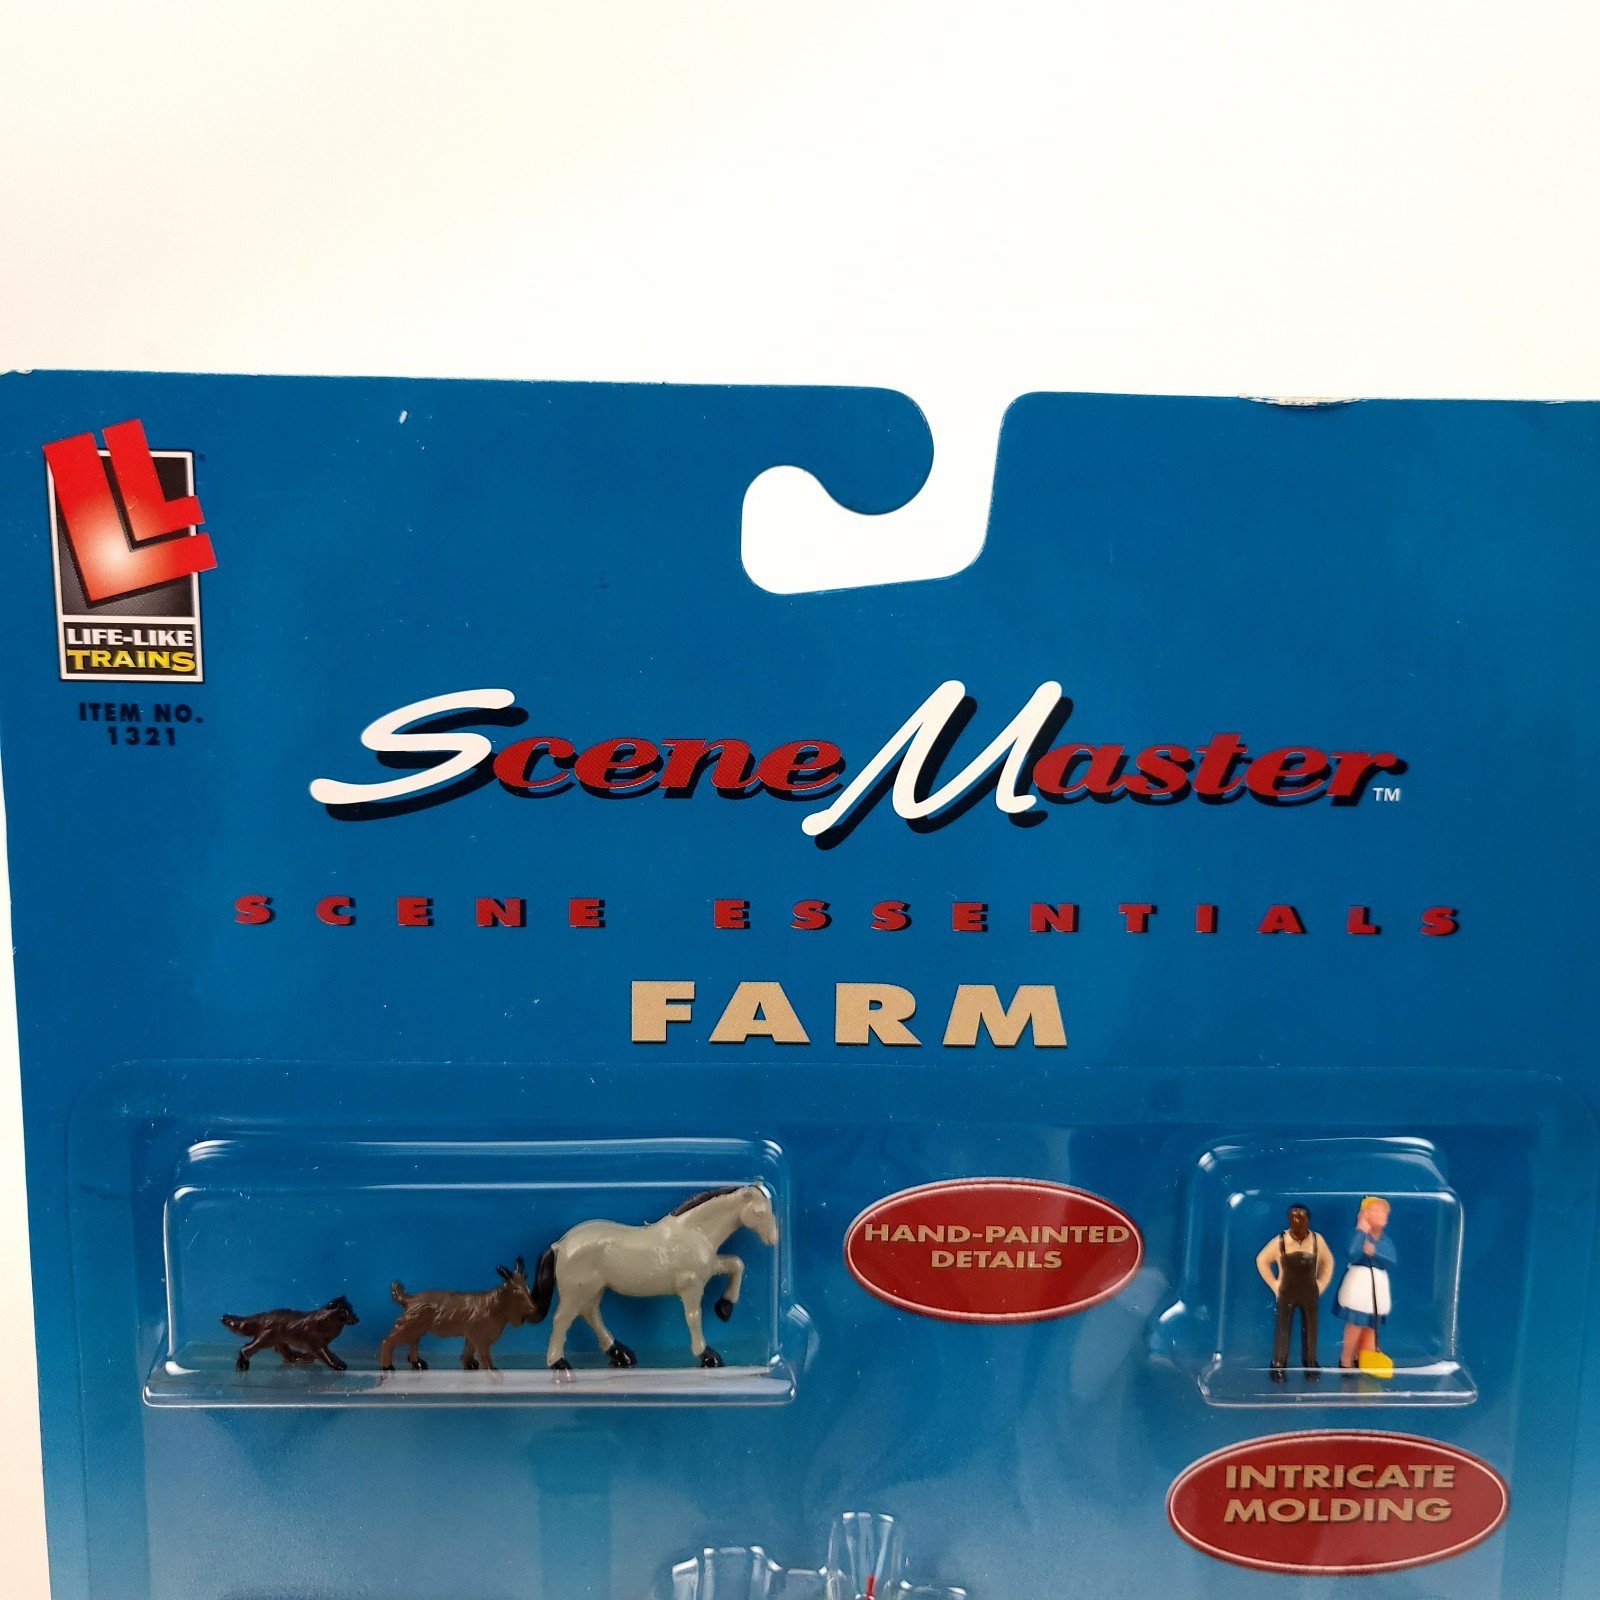 LIFE-LIKE
TRAINS
ITEM NO.
1321
SceneMaster™
SCENE ESSENTIALS
FARM
HAND-PAINTED
DETAILS
INTRICATE
MOLDING